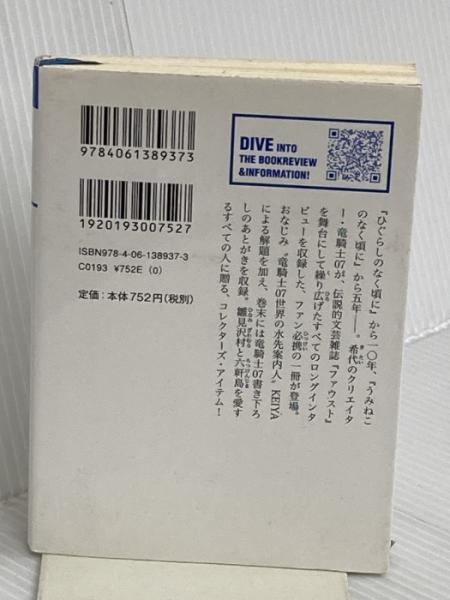 9784061389373
1920193007527
ISBN978-4-06-138937-3
C0193 ¥752E (0)
定価:本体752円(税別)
DIVE INTO
THE BOOKREVIEW
&INFORMATION!
『ひぐらしのなく頃に』から一〇年、『うみねこ
のなく頃に』から五年――。希代のクリエイタ
ー・竜騎士07が、伝説的文芸雑誌『ファウスト』
を舞台にして繰り広げたすべてのロングインタ
ビューを収録した、ファン必携の一冊が登場。
おなじみ“竜騎士07世界の水先案内人”KEIYA
による解題を加え、巻末には竜騎士07書き下ろ
しのあとがきを収録。雛見沢村と六軒島を愛す
るすべての人に贈る、コレクターズ・アイテム!